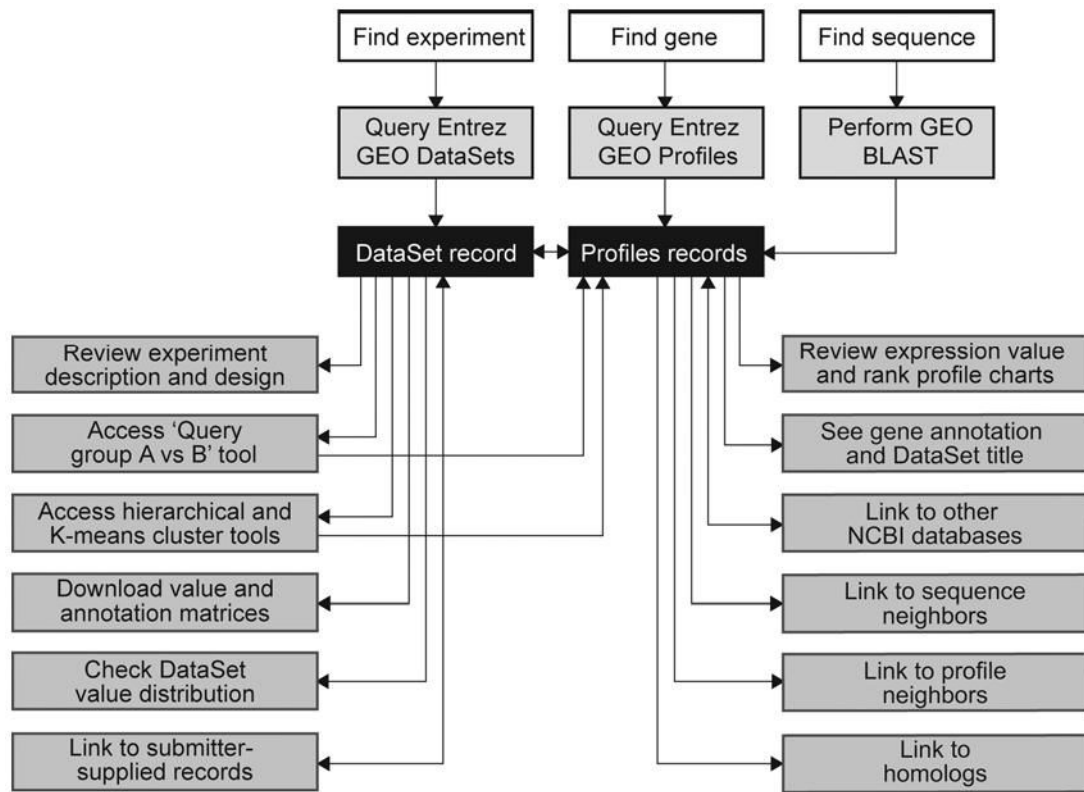 Find experiment
Find gene
Find sequence
Query Entrez
GEO DataSets
Query Entrez
GEO Profiles
Perform GEO
BLAST
DataSet record
Profiles records
Review experiment
description and design
Access ‘Query
group A vs B’ tool
Access hierarchical and
K-means cluster tools
Download value and
annotation matrices
Check DataSet
value distribution
Link to submitter-
supplied records
Review expression value
and rank profile charts
See gene annotation
and DataSet title
Link to other
NCBI databases
Link to sequence
neighbors
Link to profile
neighbors
Link to
homologs